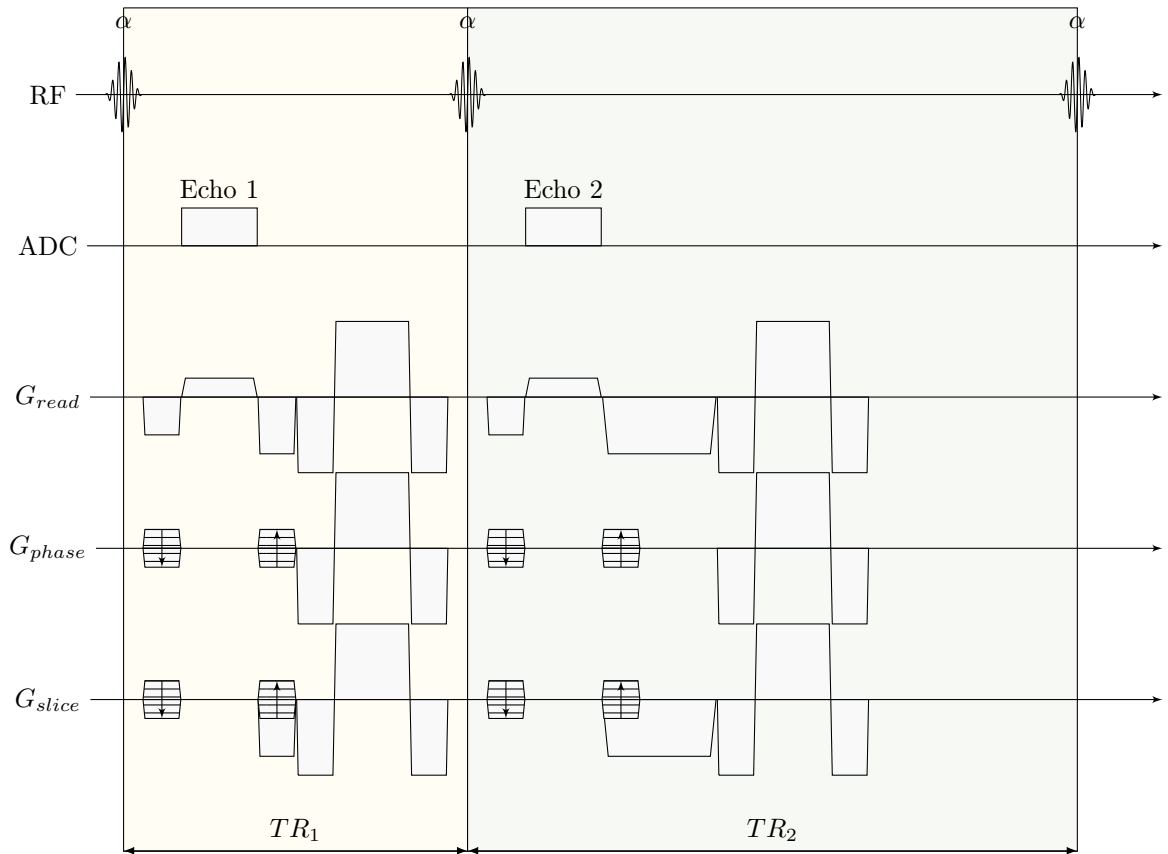 α α α
RF
Echo 1 Echo 2
ADC
G_read
G_phase
G_slice
TR_1 TR_2